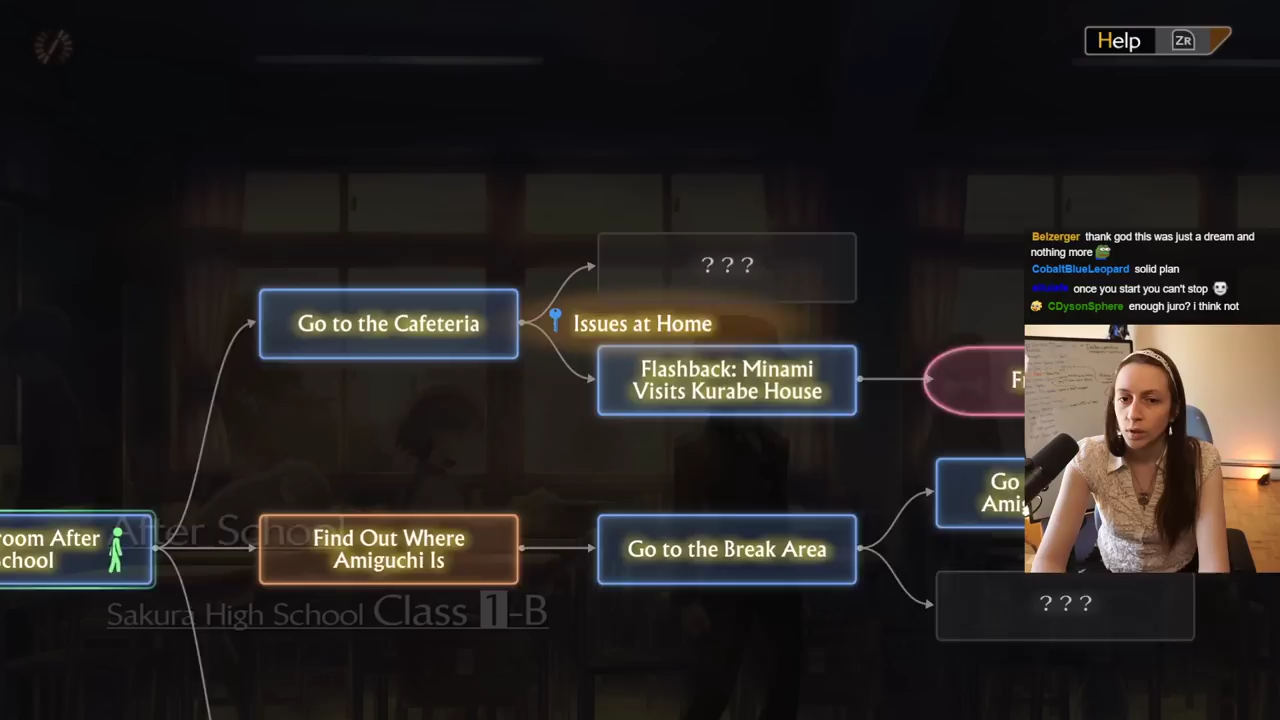 Help ZR
? ? ?
Belzerger thank god this was just a dream and
nothing more
CobaltBlueLeopard solid plan
once you start you can't stop
CDysonSphere enough juro? i think not
Go to the Cafeteria
Issues at Home
Flashback: Minami
Visits Kurabe House
Go
After School
room After
School
Find Out Where
Amiguchi Is
Go to the Break Area
? ? ?
Sakura High School Class 1-B